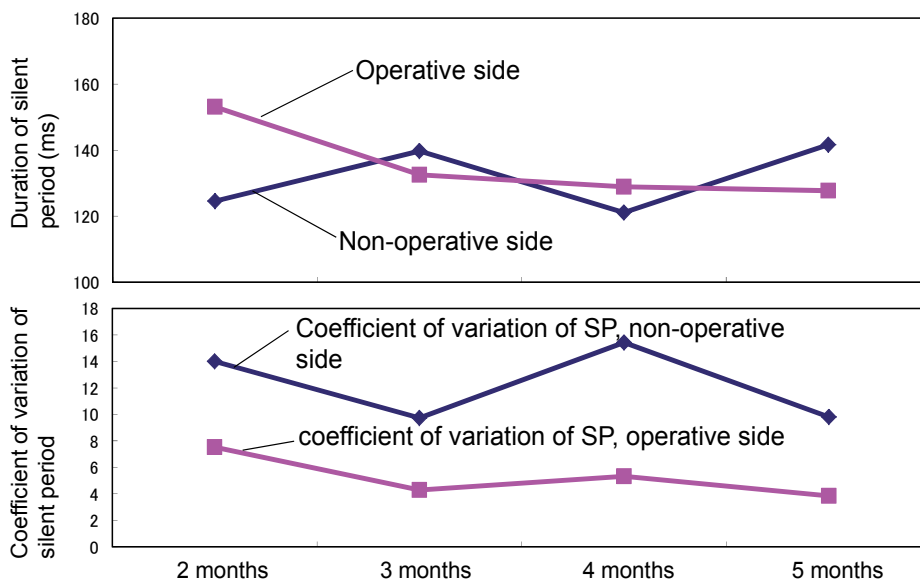 Duration of silent
period (ms)
180
160
140
120
100
Operative side
Non-operative side
Coefficient of variation of
silent period
18
16
14
12
10
8
6
4
2
0
Coefficient of variation of SP, non-operative
side
coefficient of variation of SP, operative side
2 months
3 months
4 months
5 months